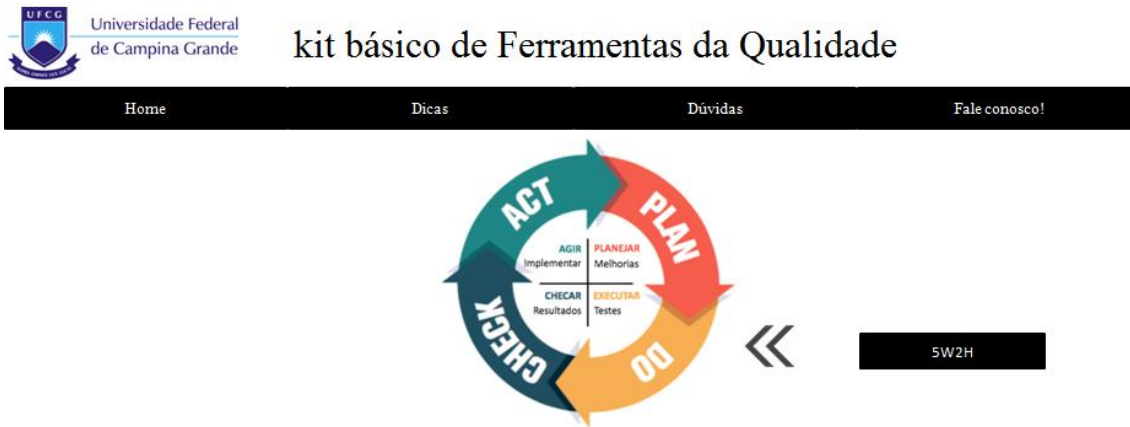 UFCG
Universidade Federal
de Campina Grande
kit básico de Ferramentas da Qualidade
Home
Dicas
Dúvidas
Fale conosco!
ACT
PLAN
AGIR
Implementar
PLANEJAR
Melhorias
CHECAR
Resultados
EXECUTAR
Testes
CHECK
DO
5W2H